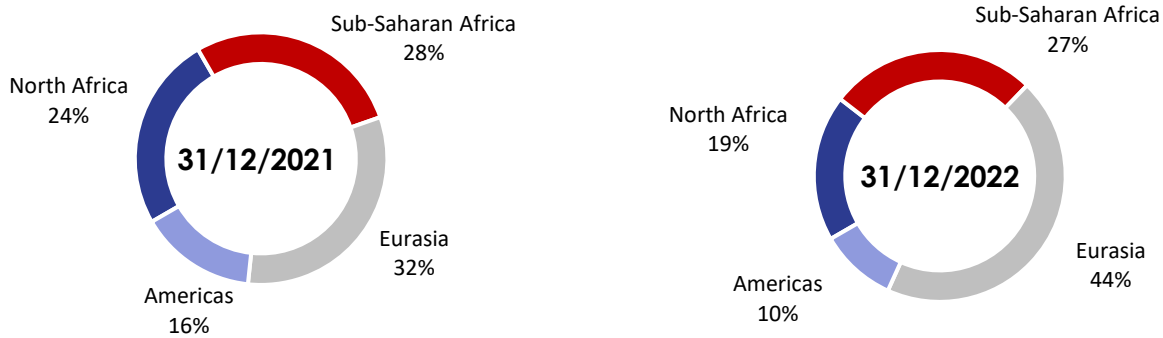 Sub-Saharan Africa
28%
North Africa
24%
31/12/2021
Eurasia
32%
Americas
16%
Sub-Saharan Africa
27%
North Africa
19%
31/12/2022
Eurasia
44%
Americas
10%